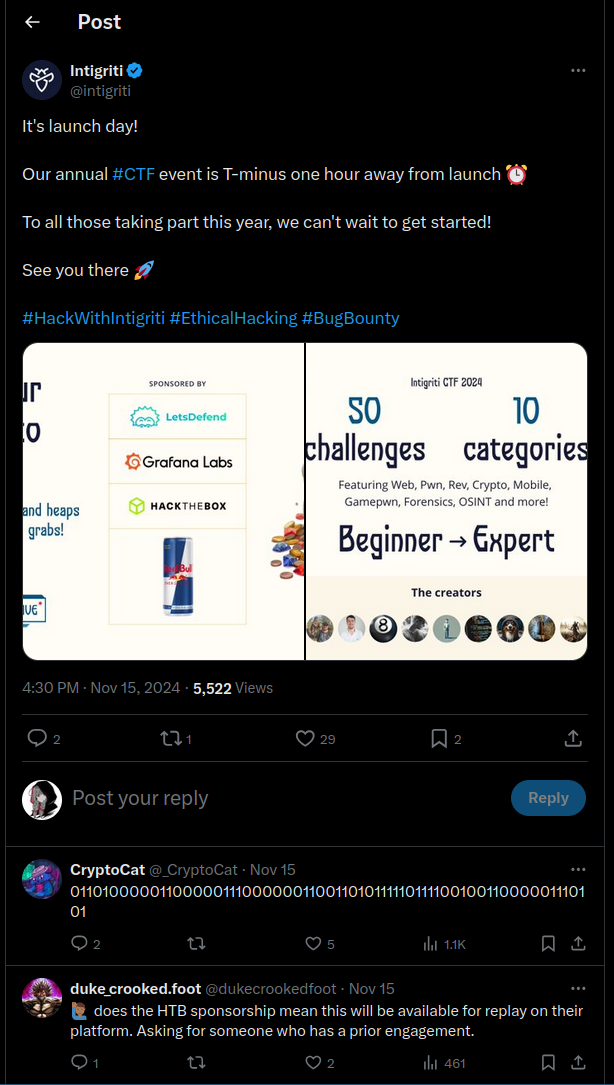 Post
Intigriti
@intigriti
It's launch day!
Our annual #CTF event is T-minus one hour away from launch ⏰
To all those taking part this year, we can't wait to get started!
See you there 🚀
#HackWithIntigriti #EthicalHacking #BugBounty
ur
to
and heaps
grabs!
IVE*
SPONSORED BY
LetsDefend
Grafana Labs
HACKTHEBOX
Red Bull
Intigriti CTF 2024
50 10
challenges categories
Featuring Web, Pwn, Rev, Crypto, Mobile,
Gamepwn, Forensics, OSINT and more!
Beginner → Expert
The creators
8
4:30 PM · Nov 15, 2024 · 5,522 Views
2 1 29 2
Post your reply
Reply
CryptoCat @_CryptoCat · Nov 15
01101000001100000111000000110011010111110111100100110000011101
01
2 5 1.1K
duke_crooked.foot @dukecrookedfoot · Nov 15
🙋🏽‍♂️ does the HTB sponsorship mean this will be available for replay on their
platform. Asking for someone who has a prior engagement.
1 2 461